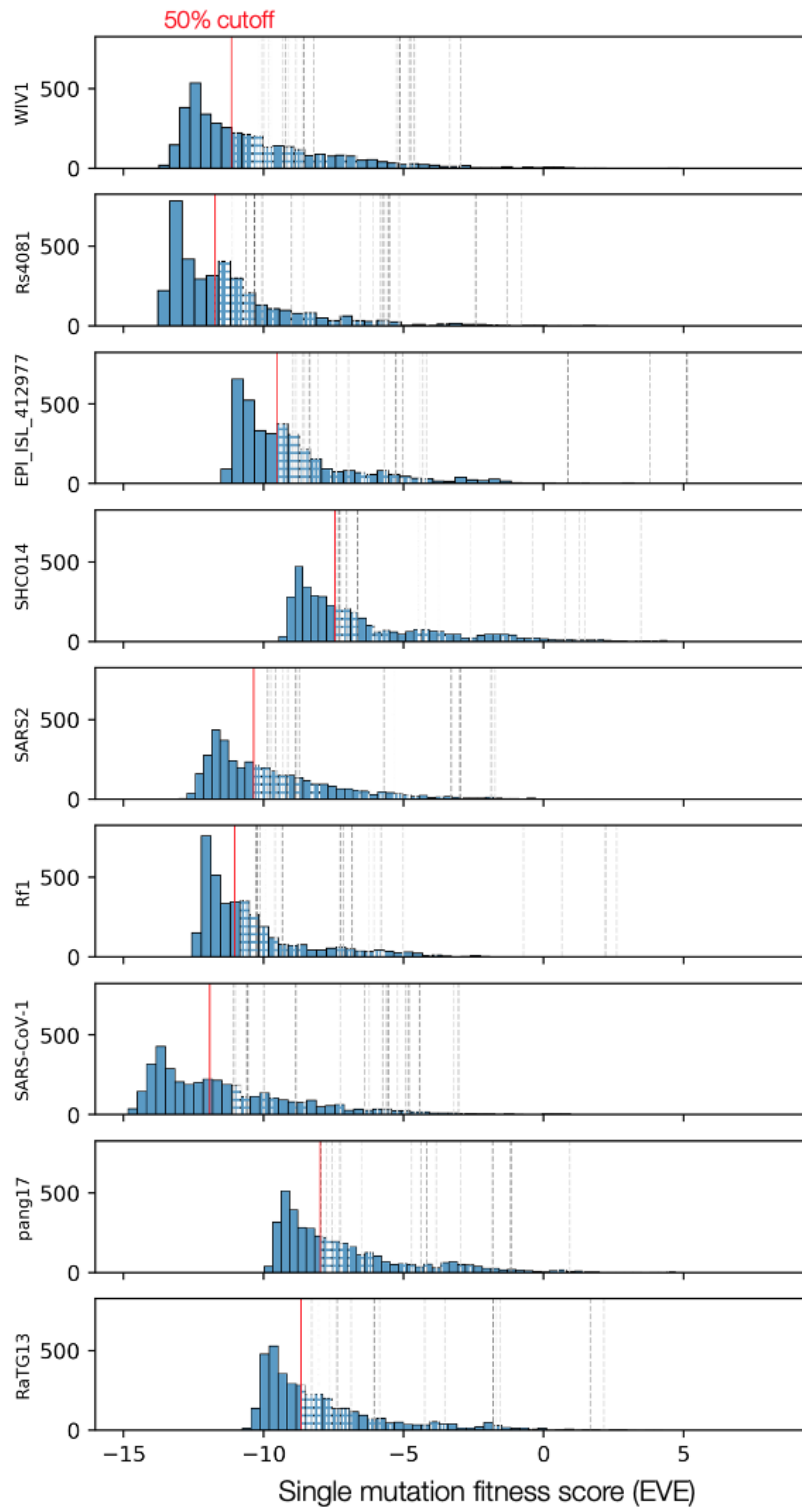 50% cutoff
WIV1
500
0
Rs4081
500
0
EPI_ISL_412977
500
0
SHC014
500
0
SARS2
500
0
Rf1
500
0
SARS-CoV-1
500
0
pang17
500
0
RaTG13
500
0
−15 −10 −5 0 5
Single mutation fitness score (EVE)